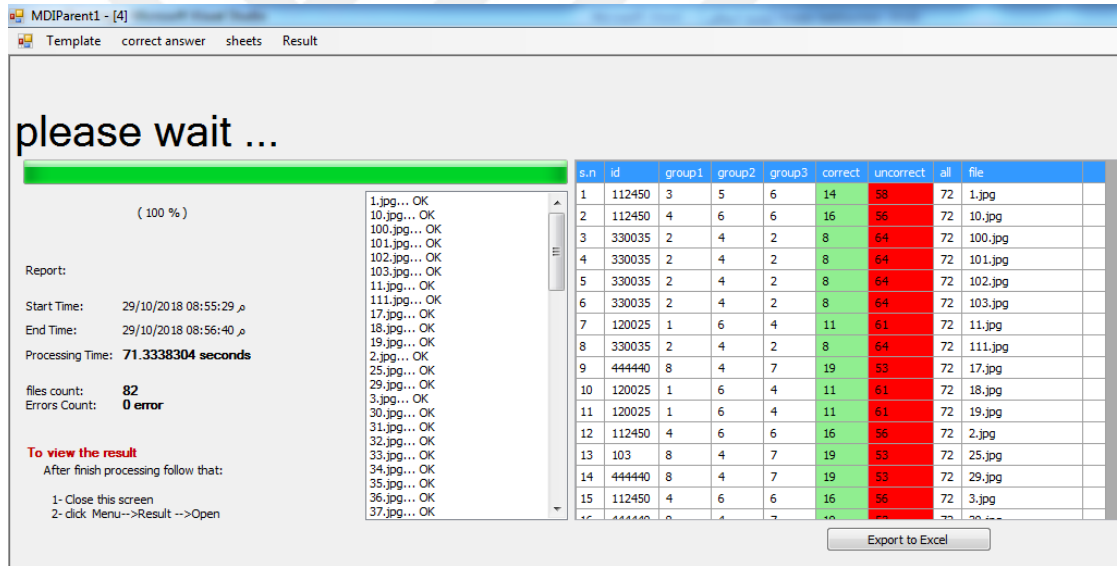 MDIParent1 - [4]
Template correct answer sheets Result
please wait ...
( 100 % )
Report:
Start Time: 29/10/2018 08:55:29 م
End Time: 29/10/2018 08:56:40 م
Processing Time: 71.3338304 seconds
files count: 82
Errors Count: 0 error
To view the result
After finish processing follow that:
1- Close this screen
2- click Menu-->Result -->Open
1.jpg... OK
10.jpg... OK
100.jpg... OK
101.jpg... OK
102.jpg... OK
103.jpg... OK
11.jpg... OK
111.jpg... OK
17.jpg... OK
18.jpg... OK
19.jpg... OK
2.jpg... OK
25.jpg... OK
29.jpg... OK
3.jpg... OK
30.jpg... OK
31.jpg... OK
32.jpg... OK
33.jpg... OK
34.jpg... OK
35.jpg... OK
36.jpg... OK
37.jpg... OK
s.n id group1 group2 group3 correct uncorrect all file
1 112450 3 5 6 14 58 72 1.jpg
2 112450 4 6 6 16 56 72 10.jpg
3 330035 2 4 2 8 64 72 100.jpg
4 330035 2 4 2 8 64 72 101.jpg
5 330035 2 4 2 8 64 72 102.jpg
6 330035 2 4 2 8 64 72 103.jpg
7 120025 1 6 4 11 61 72 11.jpg
8 330035 2 4 2 8 64 72 111.jpg
9 444440 8 4 7 19 53 72 17.jpg
10 120025 1 6 4 11 61 72 18.jpg
11 120025 1 6 4 11 61 72 19.jpg
12 112450 4 6 6 16 56 72 2.jpg
13 103 8 4 7 19 53 72 25.jpg
14 444440 8 4 7 19 53 72 29.jpg
15 112450 4 6 6 16 56 72 3.jpg
Export to Excel